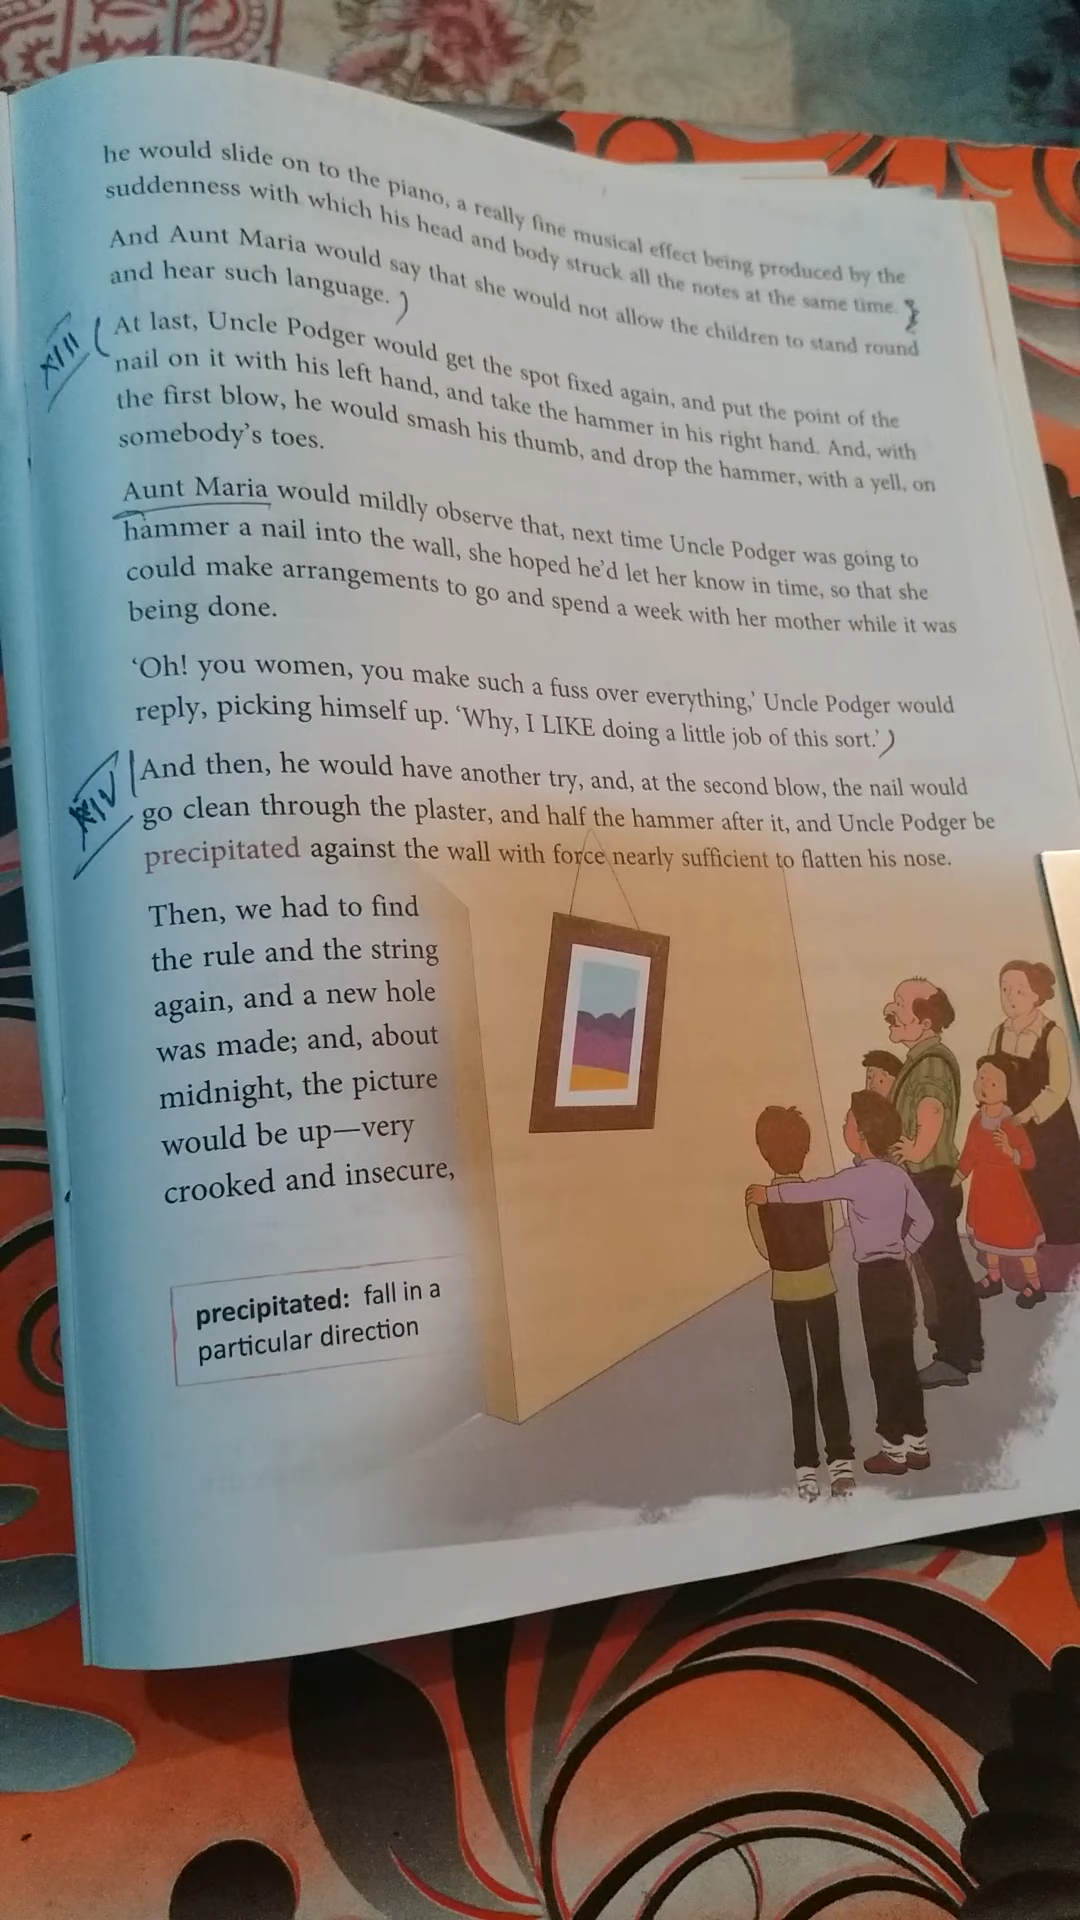 he would slide on to the piano, a really fine musical effect being produced by the
suddenness with which his head and body struck all the notes at the same time.
And Aunt Maria would say that she would not allow the children to stand round
and hear such language.
XIII
At last, Uncle Podger would get the spot fixed again, and put the point of the
nail on it with his left hand, and take the hammer in his right hand. And, with
the first blow, he would smash his thumb, and drop the hammer, with a yell, on
somebody's toes.
Aunt Maria would mildly observe that, next time Uncle Podger was going to
hammer a nail into the wall, she hoped he'd let her know in time, so that she
could make arrangements to go and spend a week with her mother while it was
being done.
'Oh! you women, you make such a fuss over everything,' Uncle Podger would
reply, picking himself up. 'Why, I LIKE doing a little job of this sort.'
XIV
And then, he would have another try, and, at the second blow, the nail would
go clean through the plaster, and half the hammer after it, and Uncle Podger be
precipitated against the wall with force nearly sufficient to flatten his nose.
Then, we had to find
the rule and the string
again, and a new hole
was made; and, about
midnight, the picture
would be up—very
crooked and insecure,
precipitated: fall in a
particular direction